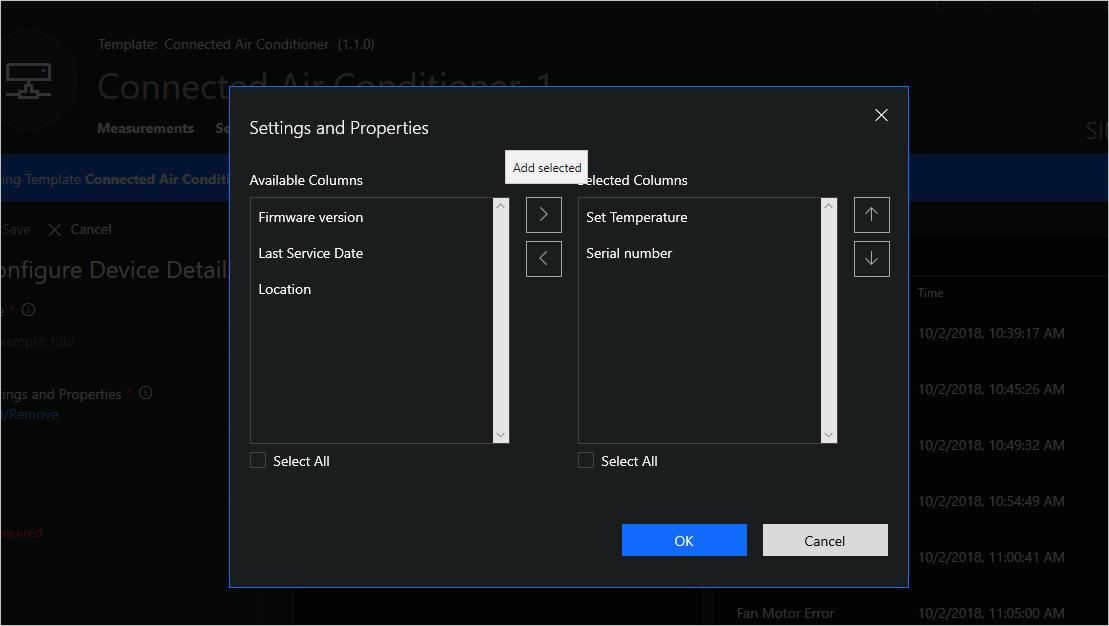 Template: Connected Air Conditioner (1.1.0)
Connected Air Conditioner 1
Measurements
Settings and Properties
Add selected
ing Template Connected Air Conditi
Available Columns
Selected Columns
Firmware version
Last Service Date
Location
Set Temperature
Serial number
Save
Cancel
onfigure Device Details
Time
10/2/2018, 10:39:17 AM
xample: title
10/2/2018, 10:45:26 AM
tings and Properties *
/Remove
10/2/2018, 10:49:32 AM
Select All
Select All
10/2/2018, 10:54:49 AM
equired
OK
Cancel
10/2/2018, 11:00:41 AM
Fan Motor Error
10/2/2018, 11:05:00 AM